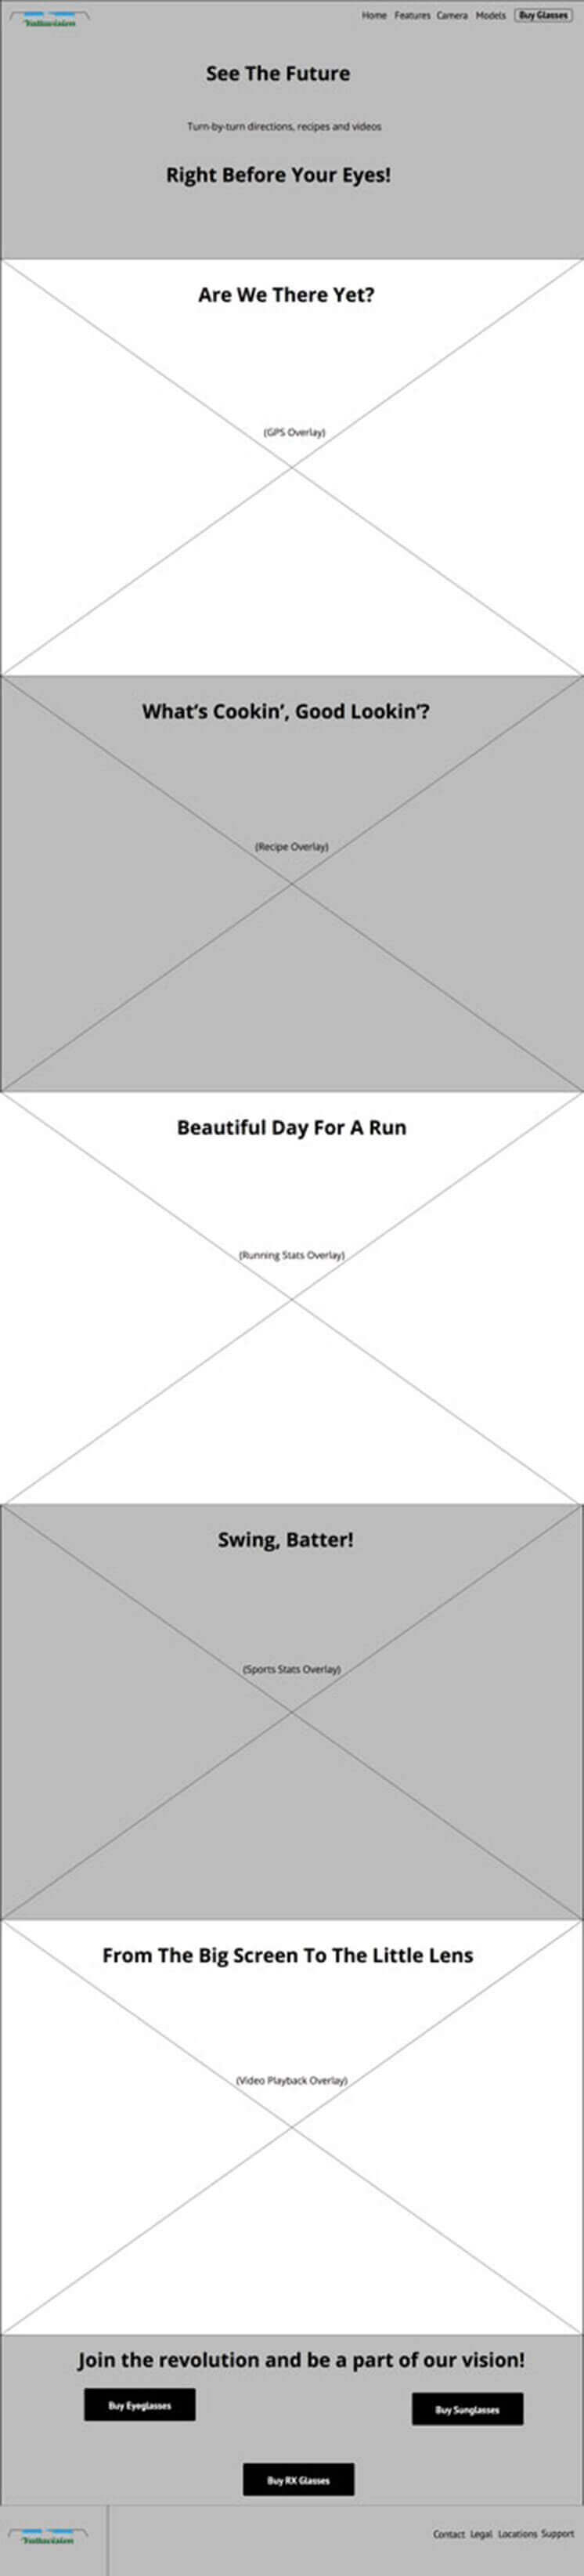 Home Features Camera Models Buy Glasses
See The Future
Turn-by-turn directions, recipes and videos
Right Before Your Eyes!
Are We There Yet?
(GPS Overlay)
What's Cookin', Good Lookin'?
(Recipe Overlay)
Beautiful Day For A Run
(Running Stats Overlay)
Swing, Batter!
(Sports Stats Overlay)
From The Big Screen To The Little Lens
(Video Playback Overlay)
Join the revolution and be a part of our vision!
Buy Eyeglasses
Buy Sunglasses
Buy RX Glasses
Contact Legal Locations Support